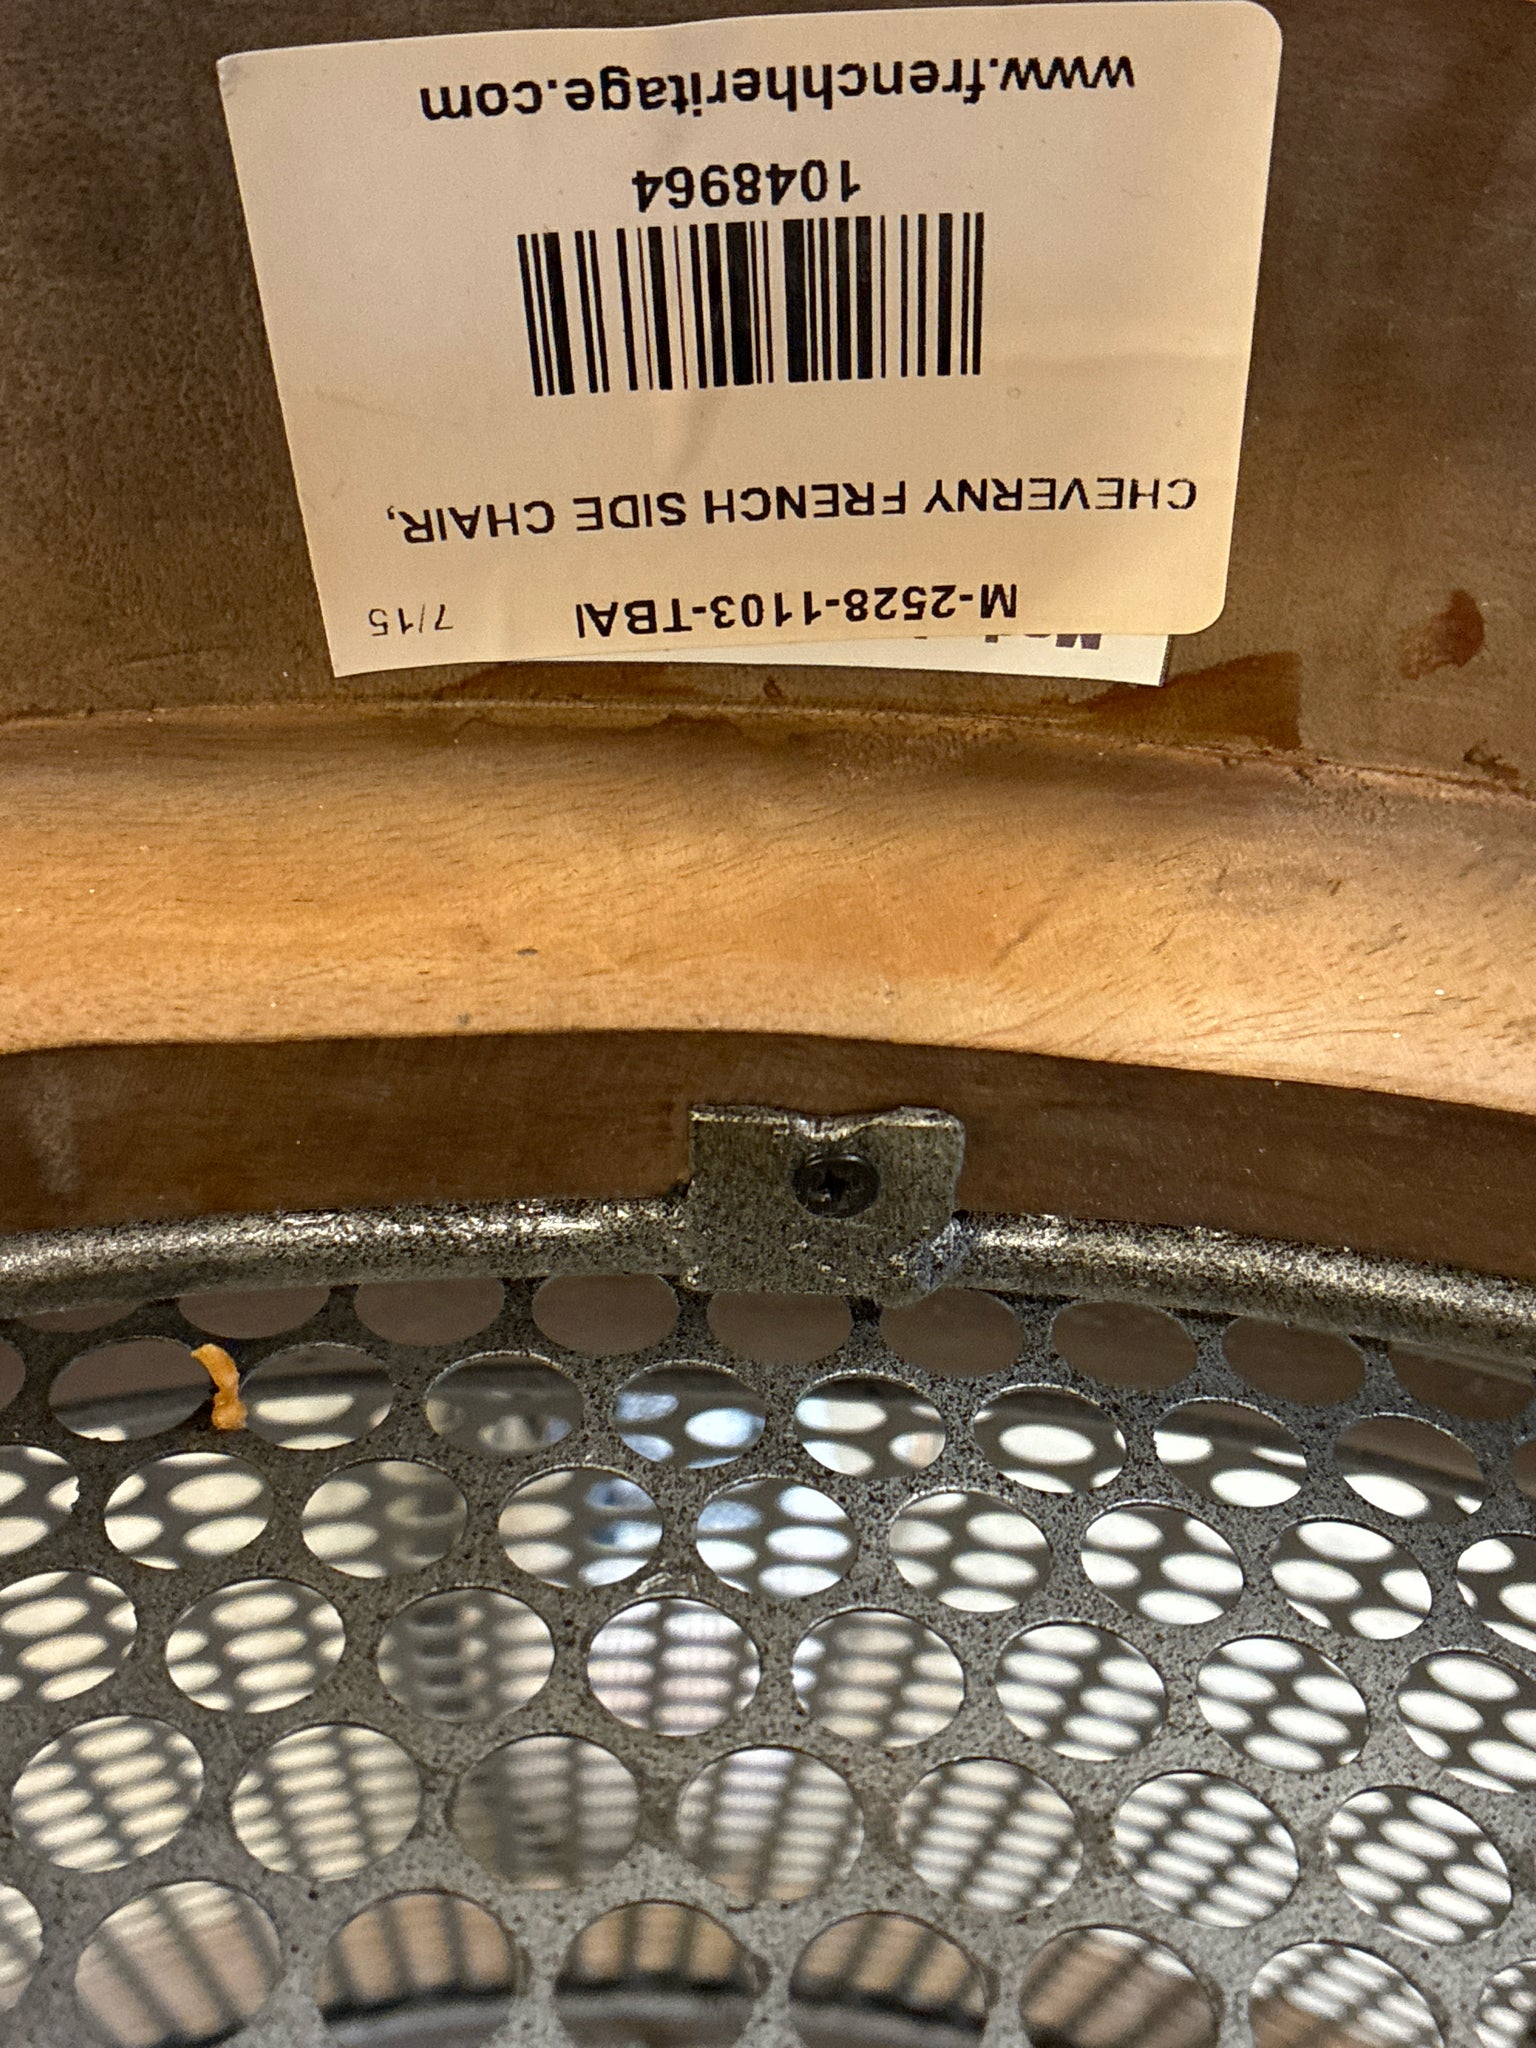 M-2528-1103-TBAI 7/15
CHEVERNY FRENCH SIDE CHAIR,
1048964
www.frenchheritage.com